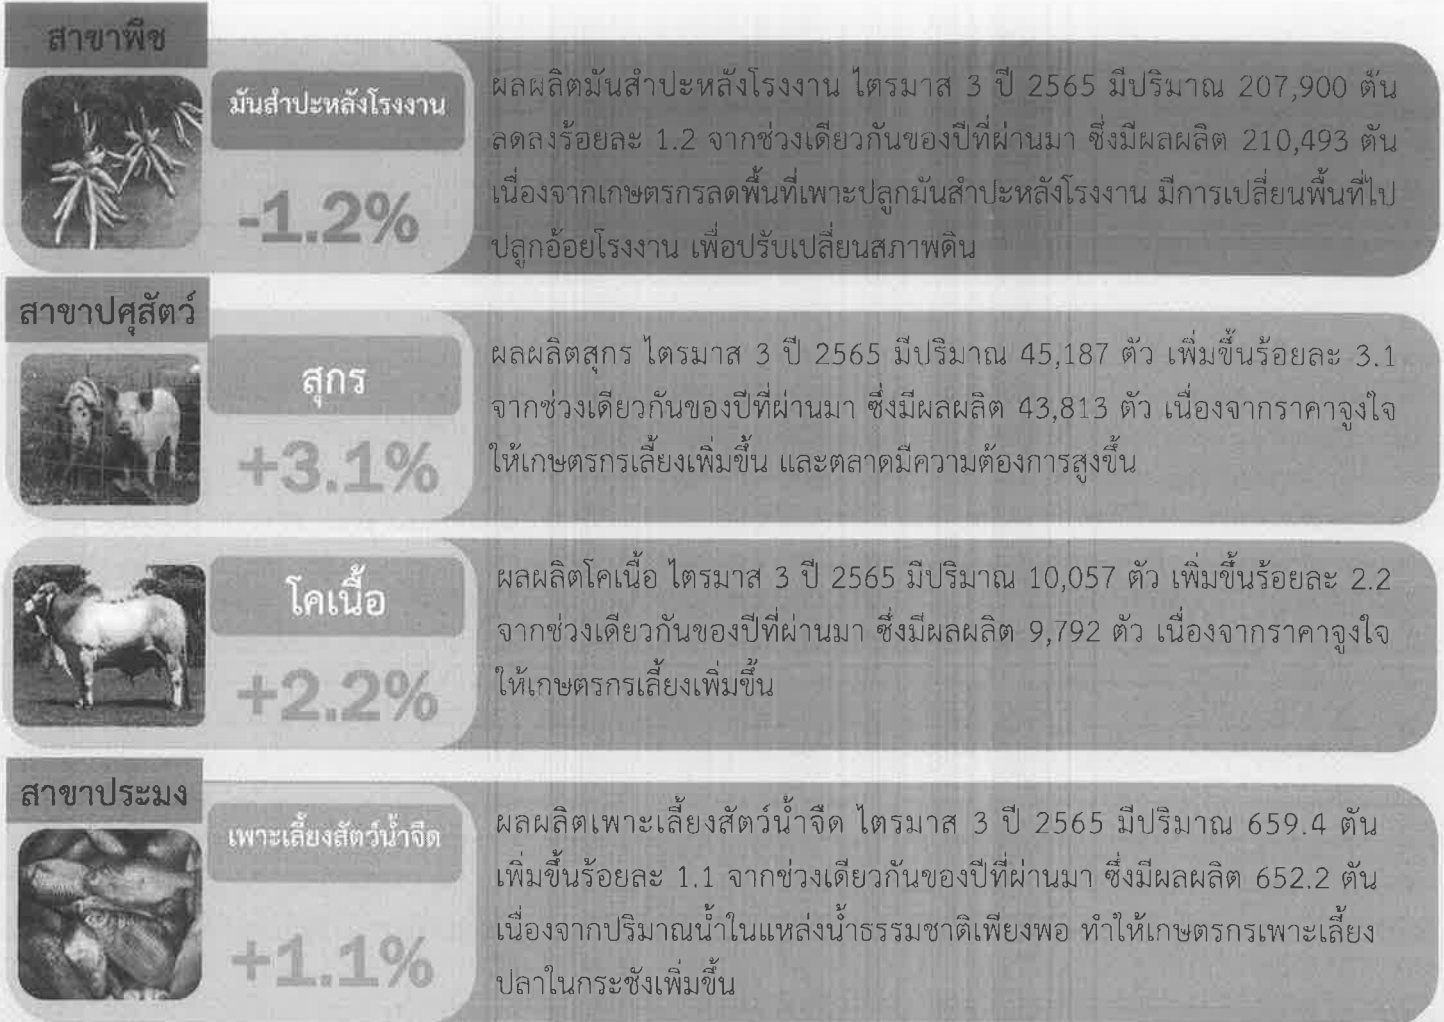 สาขาพืช
มันสำปะหลังโรงงาน
-1.2%
ผลผลิตมันสำปะหลังโรงงาน ไตรมาส 3 ปี 2565 มีปริมาณ 207,900 ตัน
ลดลงร้อยละ 1.2 จากช่วงเดียวกันของปีที่ผ่านมา ซึ่งมีผลผลิต 210,493 ตัน
เนื่องจากเกษตรกรลดพื้นที่เพาะปลูกมันสำปะหลังโรงงาน มีการเปลี่ยนพื้นที่ไป
ปลูกอ้อยโรงงาน เพื่อปรับเปลี่ยนสภาพดิน
สาขาปศุสัตว์
สุกร
+3.1%
ผลผลิตสุกร ไตรมาส 3 ปี 2565 มีปริมาณ 45,187 ตัว เพิ่มขึ้นร้อยละ 3.1
จากช่วงเดียวกันของปีที่ผ่านมา ซึ่งมีผลผลิต 43,813 ตัว เนื่องจากราคาจูงใจ
ให้เกษตรกรเลี้ยงเพิ่มขึ้น และตลาดมีความต้องการสูงขึ้น
โคเนื้อ
+2.2%
ผลผลิตโคเนื้อ ไตรมาส 3 ปี 2565 มีปริมาณ 10,057 ตัว เพิ่มขึ้นร้อยละ 2.2
จากช่วงเดียวกันของปีที่ผ่านมา ซึ่งมีผลผลิต 9,792 ตัว เนื่องจากราคาจูงใจ
ให้เกษตรกรเลี้ยงเพิ่มขึ้น
สาขาประมง
เพาะเลี้ยงสัตว์น้ำจืด
+1.1%
ผลผลิตเพาะเลี้ยงสัตว์น้ำจืด ไตรมาส 3 ปี 2565 มีปริมาณ 659.4 ตัน
เพิ่มขึ้นร้อยละ 1.1 จากช่วงเดียวกันของปีที่ผ่านมา ซึ่งมีผลผลิต 652.2 ตัน
เนื่องจากปริมาณน้ำในแหล่งน้ำธรรมชาติเพียงพอ ทำให้เกษตรกรเพาะเลี้ยง
ปลาในกระชังเพิ่มขึ้น